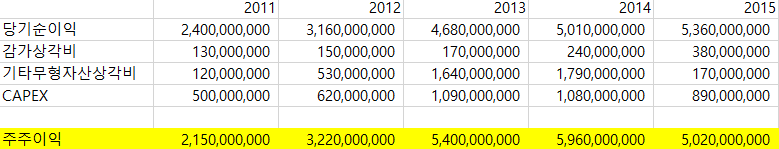 2011 2012 2013 2014 2015
당기순이익 2,400,000,000 3,160,000,000 4,680,000,000 5,010,000,000 5,360,000,000
감가상각비 130,000,000 150,000,000 170,000,000 240,000,000 380,000,000
기타무형자산상각비 120,000,000 530,000,000 1,640,000,000 1,790,000,000 170,000,000
CAPEX 500,000,000 620,000,000 1,090,000,000 1,080,000,000 890,000,000
주주이익 2,150,000,000 3,220,000,000 5,400,000,000 5,960,000,000 5,020,000,000